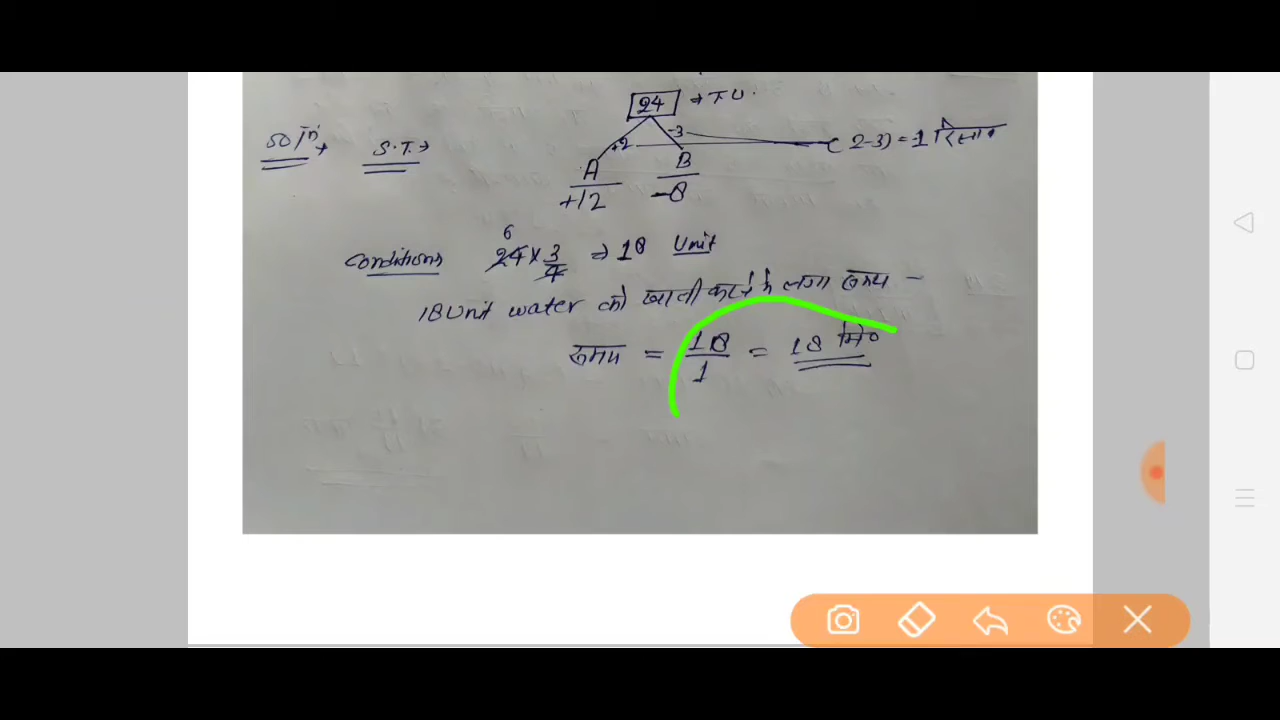 24 → T.U.
+2 -3
Solⁿ→ S.T.→ (2-3) = 1 रिसाव
A B
+12 -8
Conditions 6 24 × 3/4 ⇒ 18 Unit
18 Unit water को खाली करने में लगा समय -
समय = 18/1 = 18 मि०